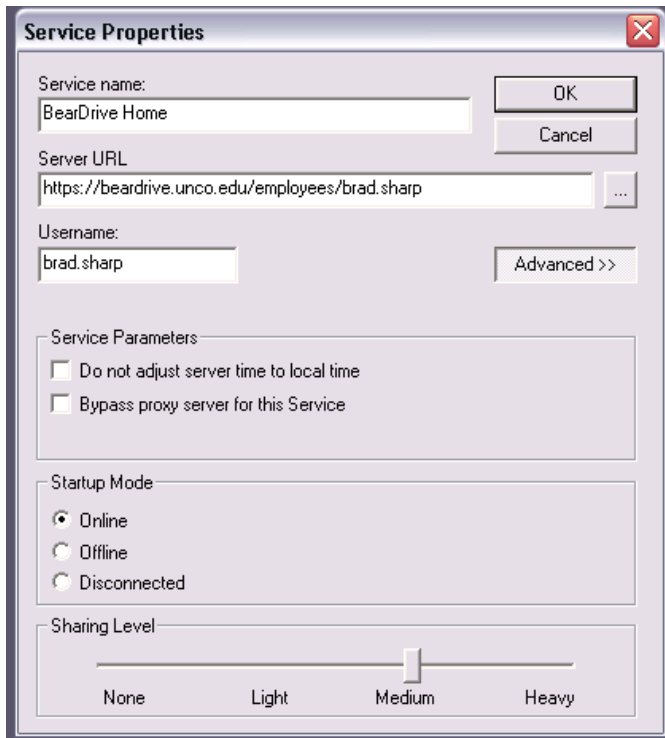 Service Properties
Service name:
OK
BearDrive Home
Cancel
Server URL
https://beardrive.unco.edu/employees/brad.sharp
...
Username:
brad.sharp
Advanced >>
Service Parameters
Do not adjust server time to local time
Bypass proxy server for this Service
Startup Mode
Online
Offline
Disconnected
Sharing Level
None Light Medium Heavy